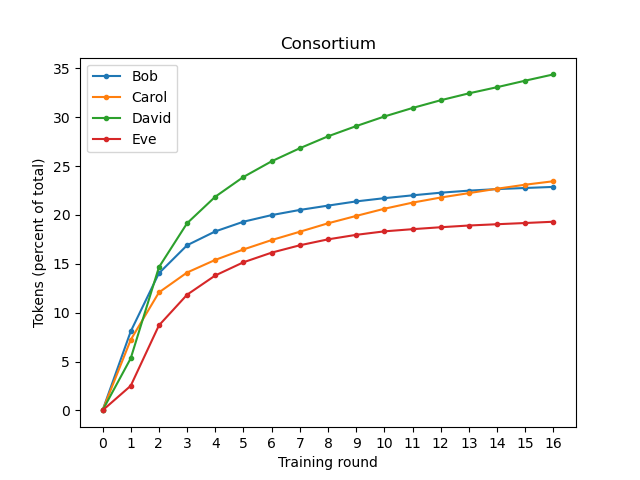 Consortium
Bob
Carol
David
Eve
Tokens (percent of total)
35
30
25
20
15
10
5
0
0 1 2 3 4 5 6 7 8 9 10 11 12 13 14 15 16
Training round